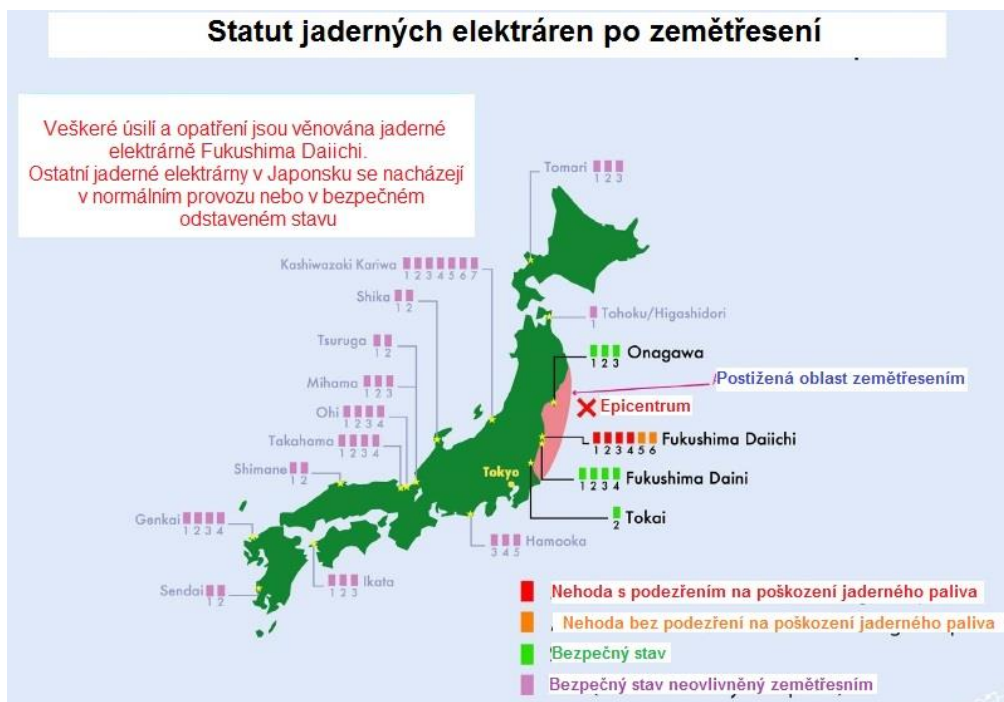 Statut jaderných elektráren po zemětřesení
Veškeré úsilí a opatření jsou věnována jaderné
elektrárně Fukushima Daiichi.
Ostatní jaderné elektrárny v Japonsku se nacházejí
v normálním provozu nebo v bezpečném
odstaveném stavu
Tomari
1 2 3
Kashiwazaki Kariwa
1 2 3 4 5 6 7
Shika
1 2
Tohoku/Higashidori
1
Tsuruga
1 2
Onagawa
1 2 3
Mihama
1 2 3
Postižená oblast zemětřesením
Ohi
1 2 3 4
Epicentrum
Takahama
1 2 3 4
Fukushima Daiichi
1 2 3 4 5 6
Shimane
1 2
Tokyo
Fukushima Daini
1 2 3 4
Genkai
1 2 3 4
Tokai
2
Hamaoka
3 4 5
Ikata
1 2 3
Sendai
1 2
Nehoda s podezřením na poškození jaderného paliva
Nehoda bez podezření na poškození jaderného paliva
Bezpečný stav
Bezpečný stav neovlivněný zemětřesním